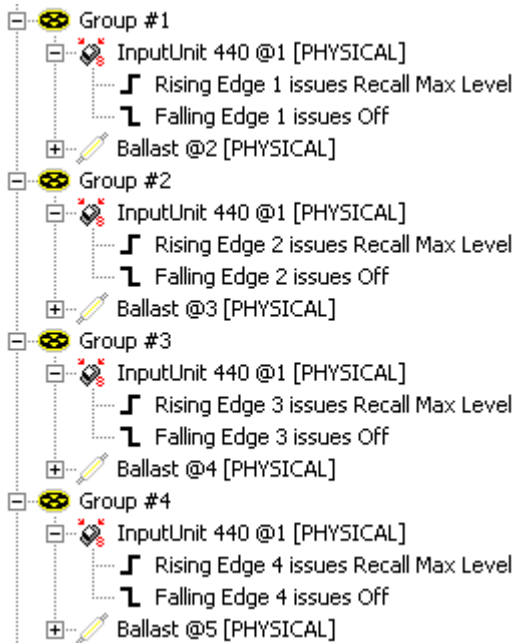 Group #1
InputUnit 440 @1 [PHYSICAL]
Rising Edge 1 issues Recall Max Level
Falling Edge 1 issues Off
Ballast @2 [PHYSICAL]
Group #2
InputUnit 440 @1 [PHYSICAL]
Rising Edge 2 issues Recall Max Level
Falling Edge 2 issues Off
Ballast @3 [PHYSICAL]
Group #3
InputUnit 440 @1 [PHYSICAL]
Rising Edge 3 issues Recall Max Level
Falling Edge 3 issues Off
Ballast @4 [PHYSICAL]
Group #4
InputUnit 440 @1 [PHYSICAL]
Rising Edge 4 issues Recall Max Level
Falling Edge 4 issues Off
Ballast @5 [PHYSICAL]